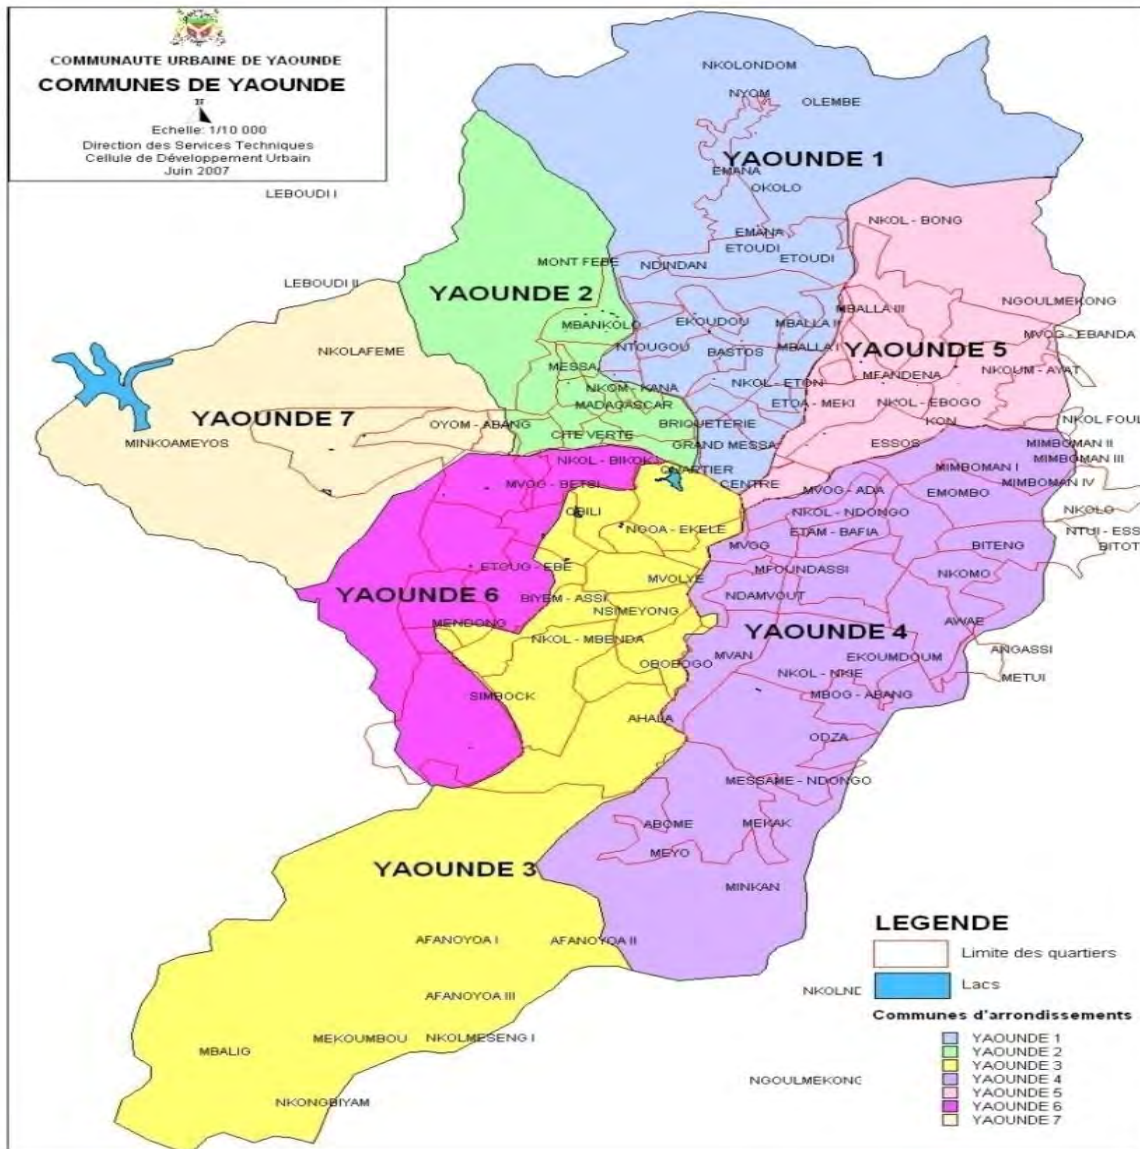 COMMUNAUTE URBAINE DE YAOUNDE
COMMUNES DE YAOUNDE
N
Echelle: 1/10 000
Direction des Services Techniques
Cellule de Développement Urbain
Juin 2007
NKOLONDOM
NYOM
OLEMBE
YAOUNDE 1
EMANA
OKOLO
LEBOUDI I
NKOL - BONG
EMANA
ETOUDI
ETOUDI
MONT FEBE
NDINDAN
LEBOUDI II
YAOUNDE 2
NGOULMEKONG
MBALLA III
MBANKOLO
EKOUDOU
MBALLA II
MVOG - EBANDA
NKOLAFEME
NTOUGOU
BASTOS
MBALLA I
YAOUNDE 5
MESSA
MFANDENA
NKOUM - AYAT
NKOM - KANA
NKOL - ETON
MADAGASCAR
ETOA - MEKI
NKOL - EBOGO
YAOUNDE 7
OYOM - ABANG
BRIQUETERIE
KON
NKOL FOUL
MINKOAMEYOS
CITE VERTE
GRAND MESSA
ESSOS
MIMBOMAN II
NKOL - BIKOK
QUARTIER
MIMBOMAN I
MIMBOMAN III
MVOG - BETSI
CENTRE
MVOG - ADA
EMOMBO
MIMBOMAN IV
OBILI
NKOL - NDONGO
NKOLO
NGOA - EKELE
ETAM - BAFIA
NTUI - ESS
MVOG
BITENG
BITOT
ETOUG - EBE
MVOLYE
MFOUNDASSI
NKOMO
YAOUNDE 6
BIYEM - ASSI
NDAMVOUT
NSIMEYONG
MENDONG
NKOL - MBENDA
YAOUNDE 4
AWAE
OBOBOGO
MVAN
EKOUMDOUM
ANGASSI
NKOL - NKIE
METUI
SIMBOCK
MBOG - ABANG
AHALA
ODZA
MESSAME - NDONGO
ABOME
MEKAK
MEYO
YAOUNDE 3
MINKAN
AFANOYOA I
AFANOYOA II
AFANOYOA III
NKOLND
MBALIG
MEKOUMBOU
NKOLMESENG I
NGOULMEKONG
NKONGBIYAM
LEGENDE
Limite des quartiers
Lacs
Communes d'arrondissements
YAOUNDE 1
YAOUNDE 2
YAOUNDE 3
YAOUNDE 4
YAOUNDE 5
YAOUNDE 6
YAOUNDE 7